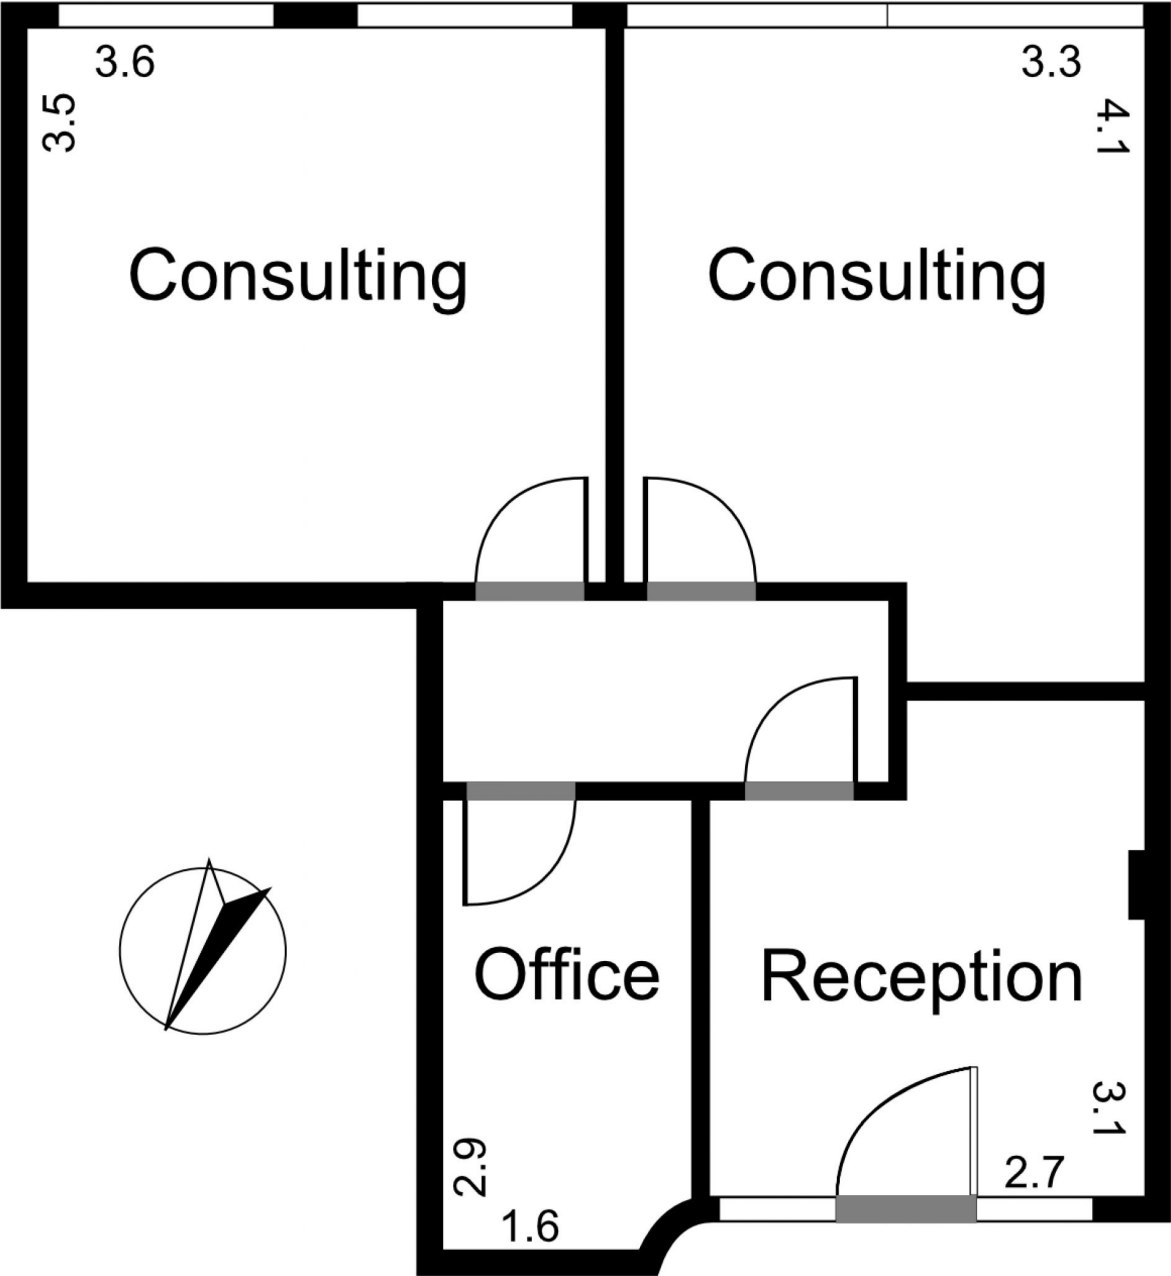 3.6
3.3
3.5
4.1
Consulting
Consulting
Office
Reception
3.1
2.9
2.7
1.6